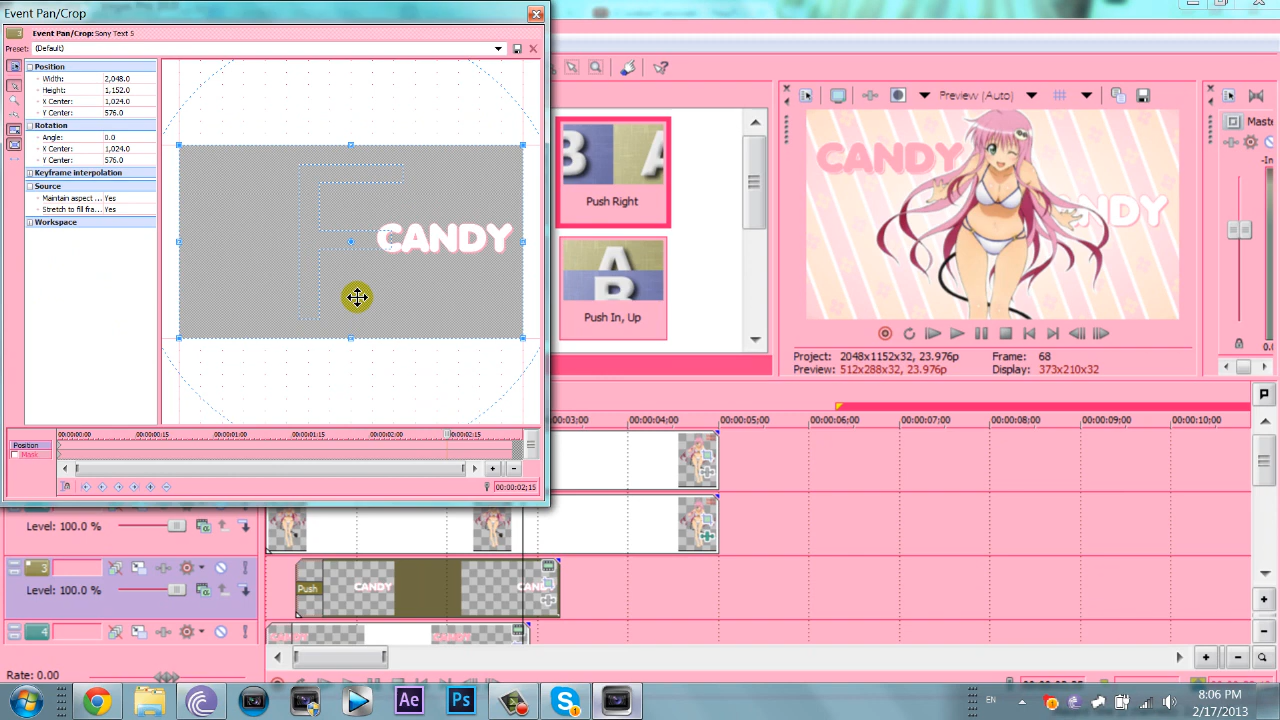 Event Pan/Crop
3 Event Pan/Crop: Sony Text 5
Preset: (Default)
Position
Width: 2,048.0
Height: 1,152.0
X Center: 1,024.0
Y Center: 576.0
Rotation
Angle: 0.0
X Center: 1,024.0
Y Center: 576.0
Keyframe interpolation
Source
Maintain aspect ... Yes
Stretch to fill fra... Yes
Workspace
F
CANDY
Position
Mask
00:00:00:00 00:00:00:15 00:00:01:00 00:00:01:15 00:00:02:00 00:00:02:15
00:00:02;15
B A
Push Right
A
B
Push In, Up
Preview (Auto)
CANDY
CANDY
Project: 2048x1152x32, 23.976p
Preview: 512x288x32, 23.976p
Frame: 68
Display: 373x210x32
Maste
-In
0.0
00:03;00 00:00:04;00 00:00:05;00 00:00:06;00 00:00:07;00 00:00:08;00 00:00:09;00 00:00:10;00
Level: 100.0 %
3
Level: 100.0 %
Push CANDY
4
Rate: 0.00
Ae
Ps
S
1
EN
8:06 PM
2/17/2013